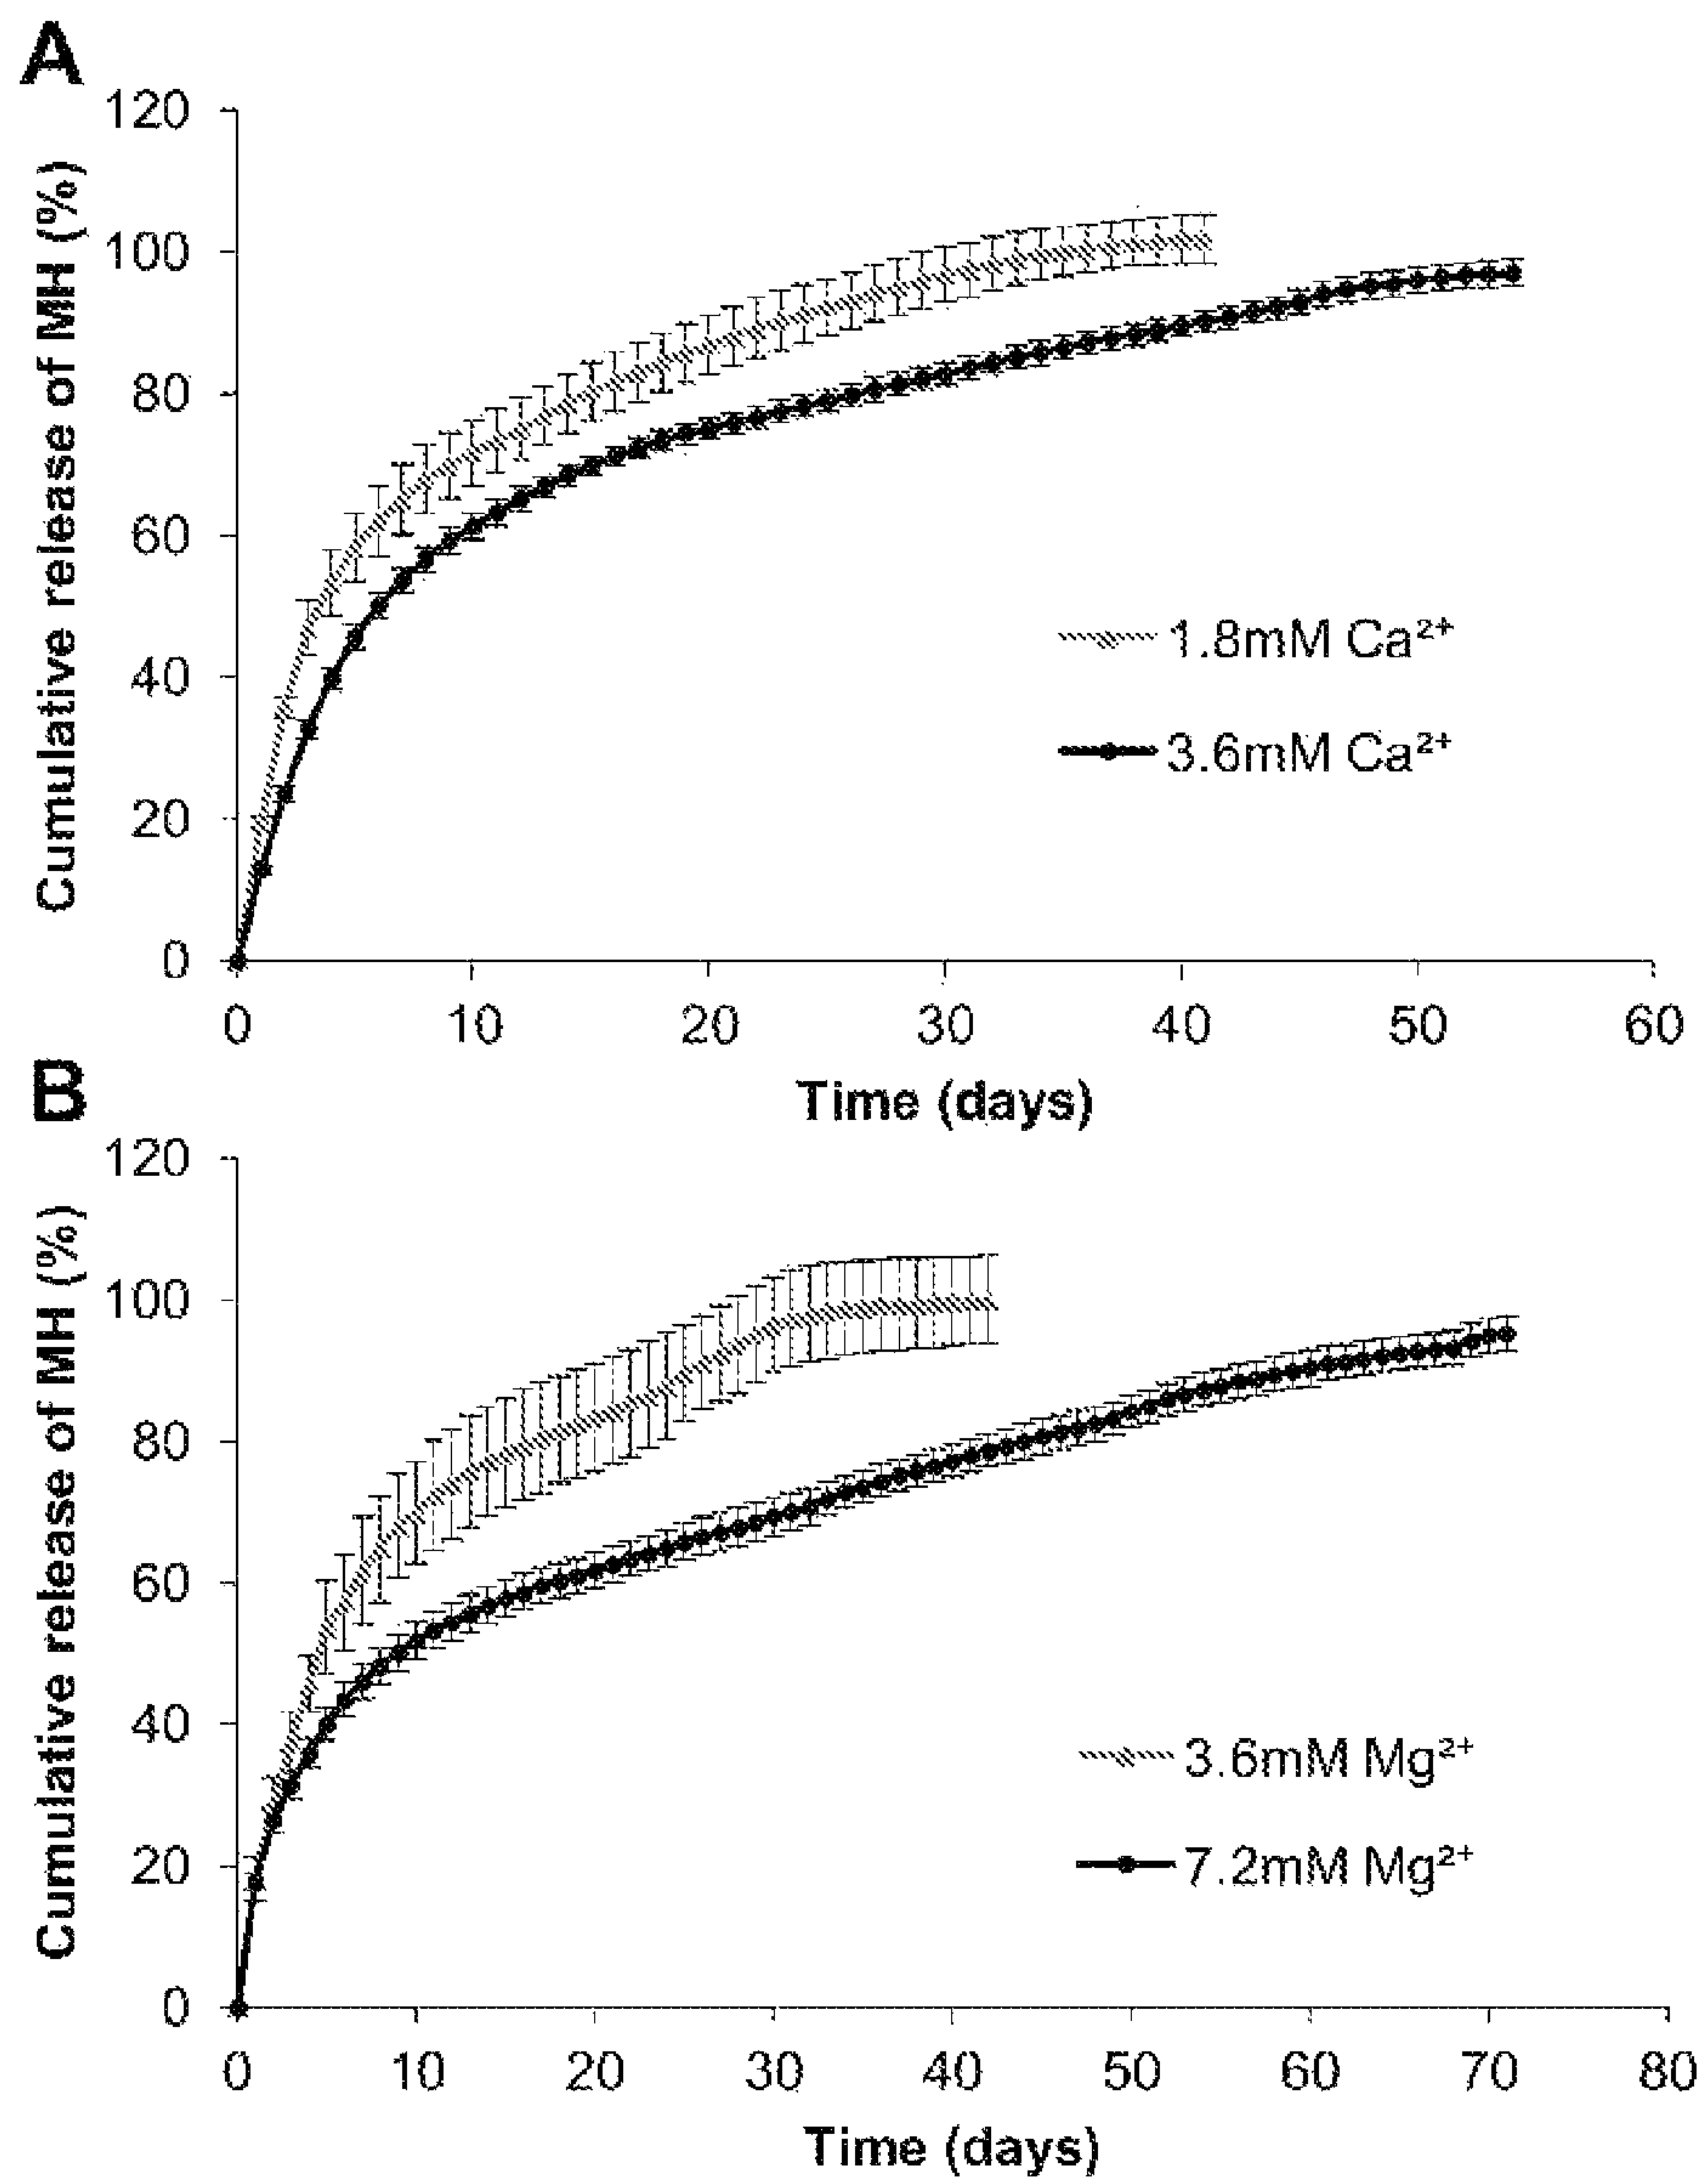 A
120
100
80
60
40
20
0
Cumulative release of MH (%)
1.8mM Ca²⁺
3.6mM Ca²⁺
0 10 20 30 40 50 60
Time (days)
B
120
100
80
60
40
20
0
Cumulative release of MH (%)
3.6mM Mg²⁺
7.2mM Mg²⁺
0 10 20 30 40 50 60 70 80
Time (days)